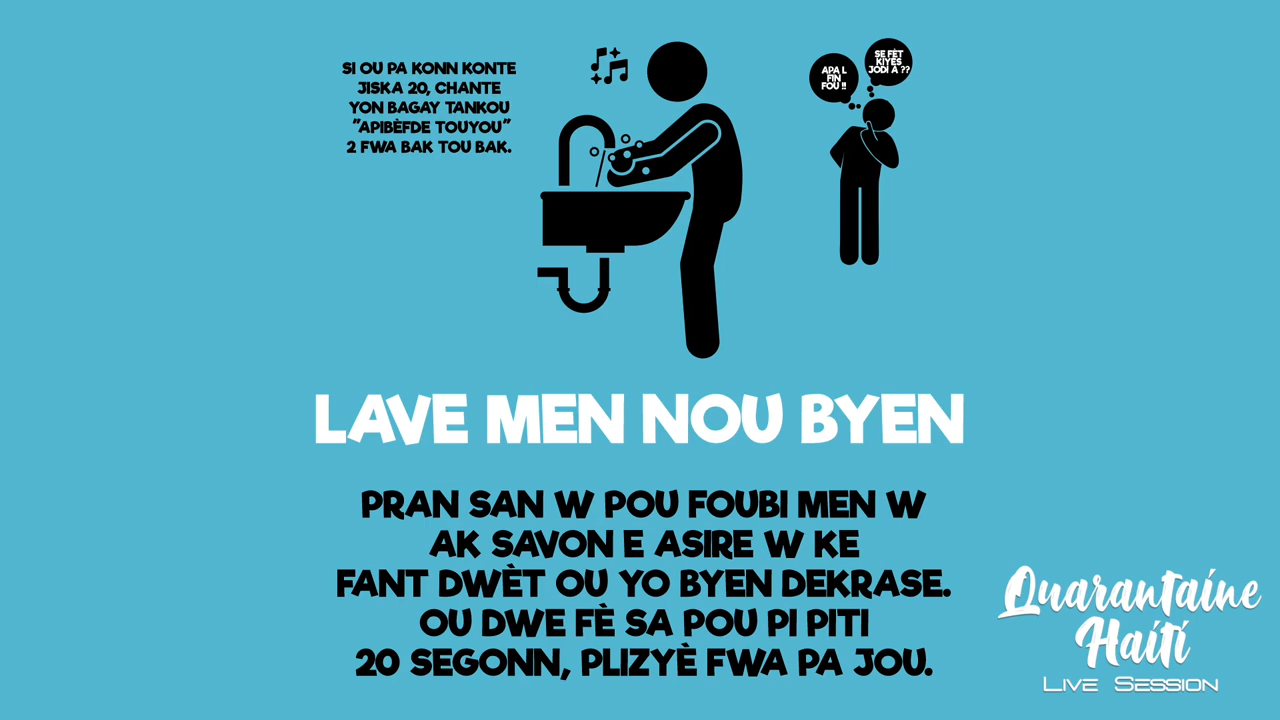 SI OU PA KONN KONTE
JISKA 20, CHANTE
YON BAGAY TANKOU
"APIBÈFDE TOUYOU"
2 FWA BAK TOU BAK.
APA L
FIN
FOU !!
SE FÈT
KIYÈS
JODI A ??
LAVE MEN NOU BYEN
PRAN SAN W POU FOUBI MEN W
AK SAVON E ASIRE W KE
FANT DWÈT OU YO BYEN DEKRASE.
OU DWE FÈ SA POU PI PITI
20 SEGONN, PLIZYÈ FWA PA JOU.
Quarantaine
Haiti
LIVE SESSION